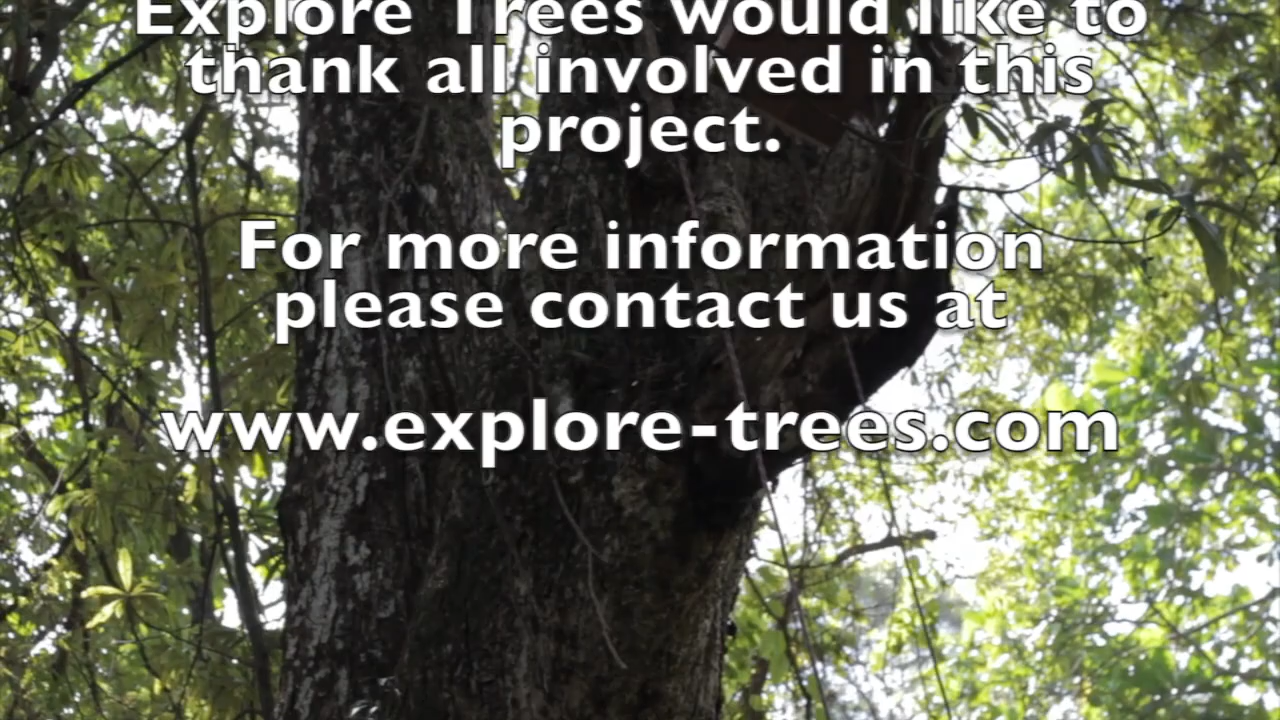 Explore Trees would like to
thank all involved in this
project.
For more information
please contact us at
www.explore-trees.com